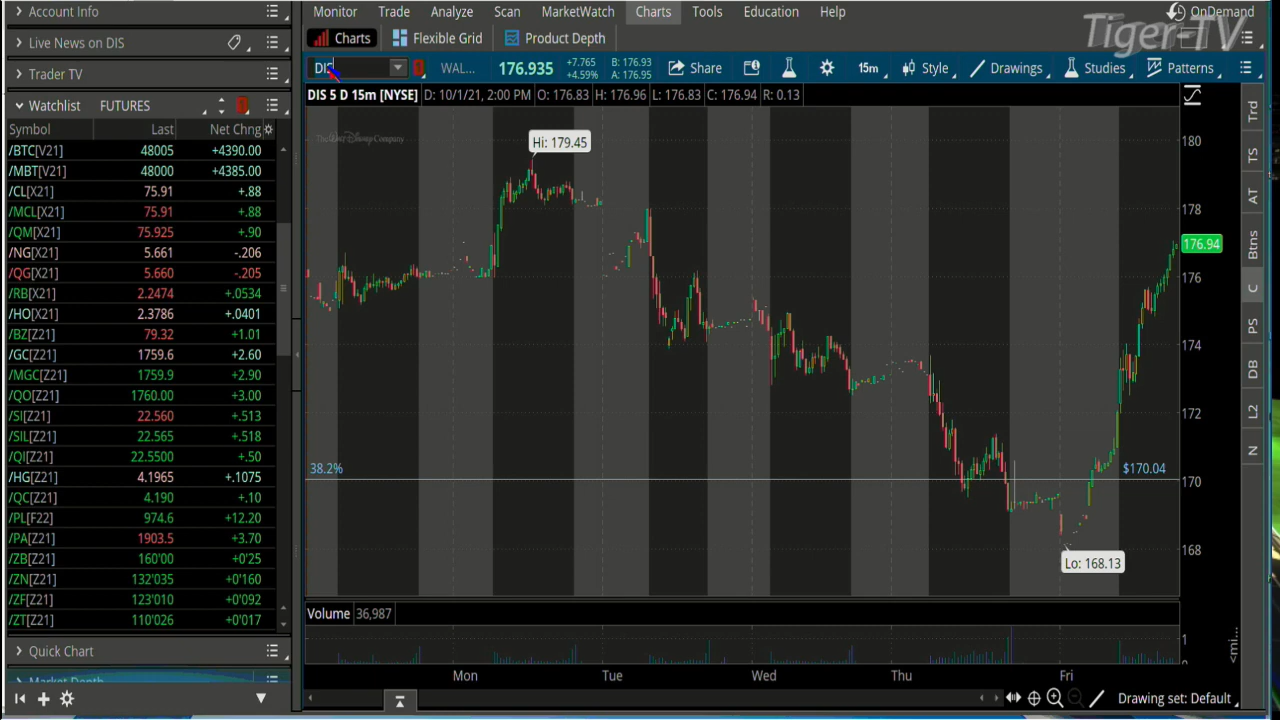 Account Info
Live News on DIS
Trader TV
Watchlist FUTURES
Symbol Last Net Chng
/BTC[V21] 48005 +4390.00
/MBT[V21] 48000 +4385.00
/CL[X21] 75.91 +.88
/MCL[X21] 75.91 +.88
/QM[X21] 75.925 +.90
/NG[X21] 5.661 -.206
/QG[X21] 5.660 -.205
/RB[X21] 2.2474 +.0534
/HO[X21] 2.3786 +.0401
/BZ[Z21] 79.32 +1.01
/GC[Z21] 1759.6 +2.60
/MGC[Z21] 1759.9 +2.90
/QO[Z21] 1760.00 +3.00
/SI[Z21] 22.560 +.513
/SIL[Z21] 22.565 +.518
/QI[Z21] 22.5500 +.50
/HG[Z21] 4.1965 +.1075
/QC[Z21] 4.190 +.10
/PL[F22] 974.6 +12.20
/PA[Z21] 1903.5 +3.70
/ZB[Z21] 160'00 +0'25
/ZN[Z21] 132'035 +0'160
/ZF[Z21] 123'010 +0'092
/ZT[Z21] 110'026 +0'017
Quick Chart
Market Depth
Monitor Trade Analyze Scan MarketWatch Charts Tools Education Help
OnDemand
Tiger-TV
Charts Flexible Grid Product Depth
DIS WAL... 176.935 +7.765 +4.59% B: 176.93 A: 176.95 Share 15m Style Drawings Studies Patterns
DIS 5 D 15m [NYSE] D: 10/1/21, 2:00 PM O: 176.83 H: 176.96 L: 176.83 C: 176.94 R: 0.13
The Walt Disney Company
Hi: 179.45
180
178
176.94
176
174
172
38.2% $170.04
170
168
Lo: 168.13
Volume 36,987
1
0
<mi...
Mon Tue Wed Thu Fri
Drawing set: Default
Trd
TS
AT
Btns
C
PS
DB
L2
N